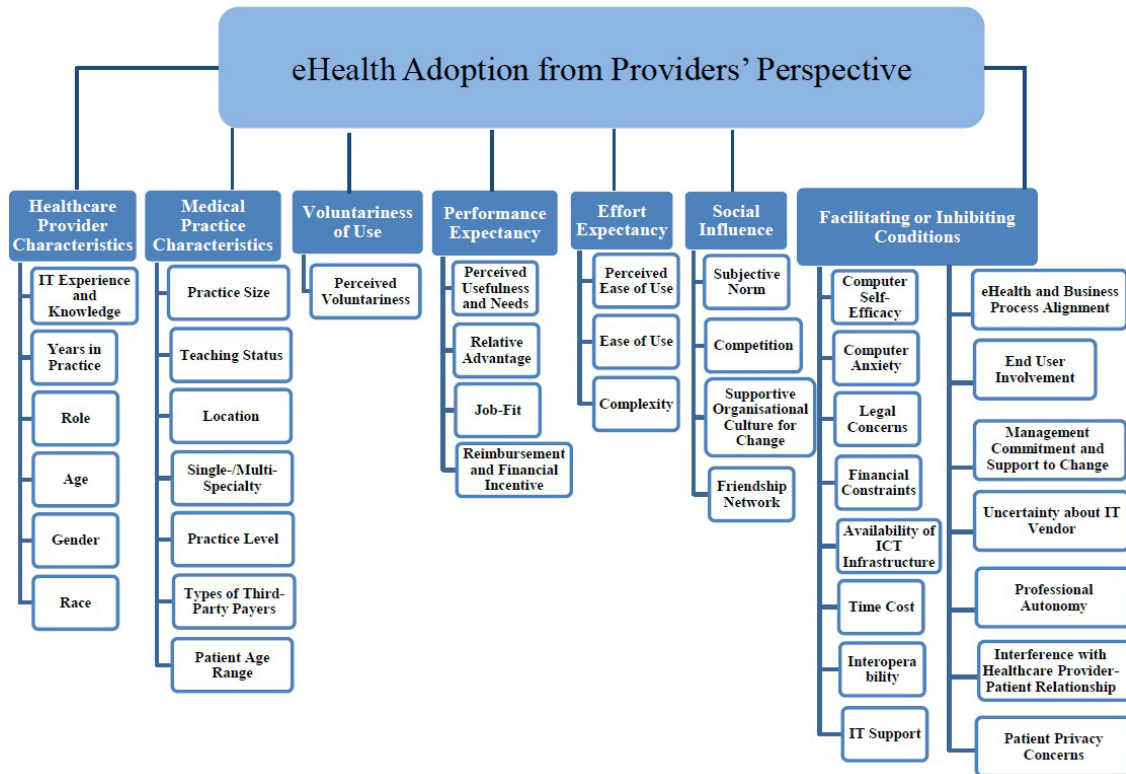 eHealth Adoption from Providers' Perspective
Healthcare
Provider
Characteristics
IT Experience
and
Knowledge
Years in
Practice
Role
Age
Gender
Race
Medical
Practice
Characteristics
Practice Size
Teaching Status
Location
Single-/Multi-
Specialty
Practice Level
Types of Third-
Party Payers
Patient Age
Range
Voluntariness
of Use
Perceived
Voluntariness
Performance
Expectancy
Perceived
Usefulness
and Needs
Relative
Advantage
Job-Fit
Reimbursement
and Financial
Incentive
Effort
Expectancy
Perceived
Ease of Use
Ease of Use
Complexity
Social
Influence
Subjective
Norm
Competition
Supportive
Organisational
Culture for
Change
Friendship
Network
Facilitating or Inhibiting
Conditions
Computer
Self-
Efficacy
Computer
Anxiety
Legal
Concerns
Financial
Constraints
Availability of
ICT
Infrastructure
Time Cost
Interopera
bility
IT Support
eHealth and Business
Process Alignment
End User
Involvement
Management
Commitment and
Support to Change
Uncertainty about IT
Vendor
Professional
Autonomy
Interference with
Healthcare Provider-
Patient Relationship
Patient Privacy
Concerns